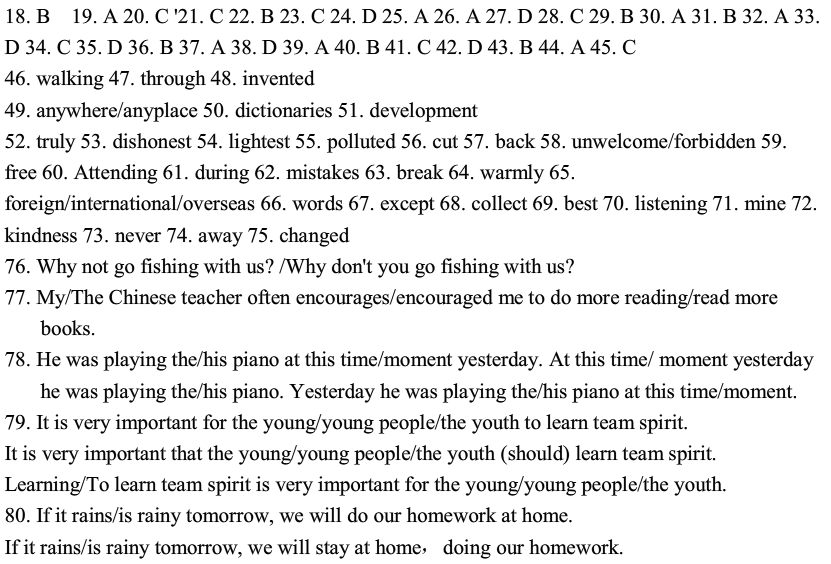 18. B 19. A 20. C '21. C 22. B 23. C 24. D 25. A 26. A 27. D 28. C 29. B 30. A 31. B 32. A 33.
D 34. C 35. D 36. B 37. A 38. D 39. A 40. B 41. C 42. D 43. B 44. A 45. C
46. walking 47. through 48. invented
49. anywhere/anyplace 50. dictionaries 51. development
52. truly 53. dishonest 54. lightest 55. polluted 56. cut 57. back 58. unwelcome/forbidden 59.
free 60. Attending 61. during 62. mistakes 63. break 64. warmly 65.
foreign/international/overseas 66. words 67. except 68. collect 69. best 70. listening 71. mine 72.
kindness 73. never 74. away 75. changed
76. Why not go fishing with us? /Why don't you go fishing with us?
77. My/The Chinese teacher often encourages/encouraged me to do more reading/read more
books.
78. He was playing the/his piano at this time/moment yesterday. At this time/ moment yesterday
he was playing the/his piano. Yesterday he was playing the/his piano at this time/moment.
79. It is very important for the young/young people/the youth to learn team spirit.
It is very important that the young/young people/the youth (should) learn team spirit.
Learning/To learn team spirit is very important for the young/young people/the youth.
80. If it rains/is rainy tomorrow, we will do our homework at home.
If it rains/is rainy tomorrow, we will stay at home， doing our homework.